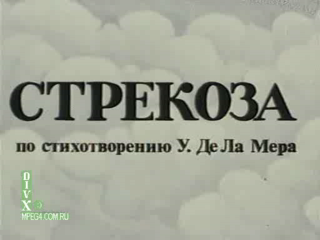 СТРЕКОЗА
по стихотворению У. Де Ла Мера
DIVX
MPEG4.COM.RU